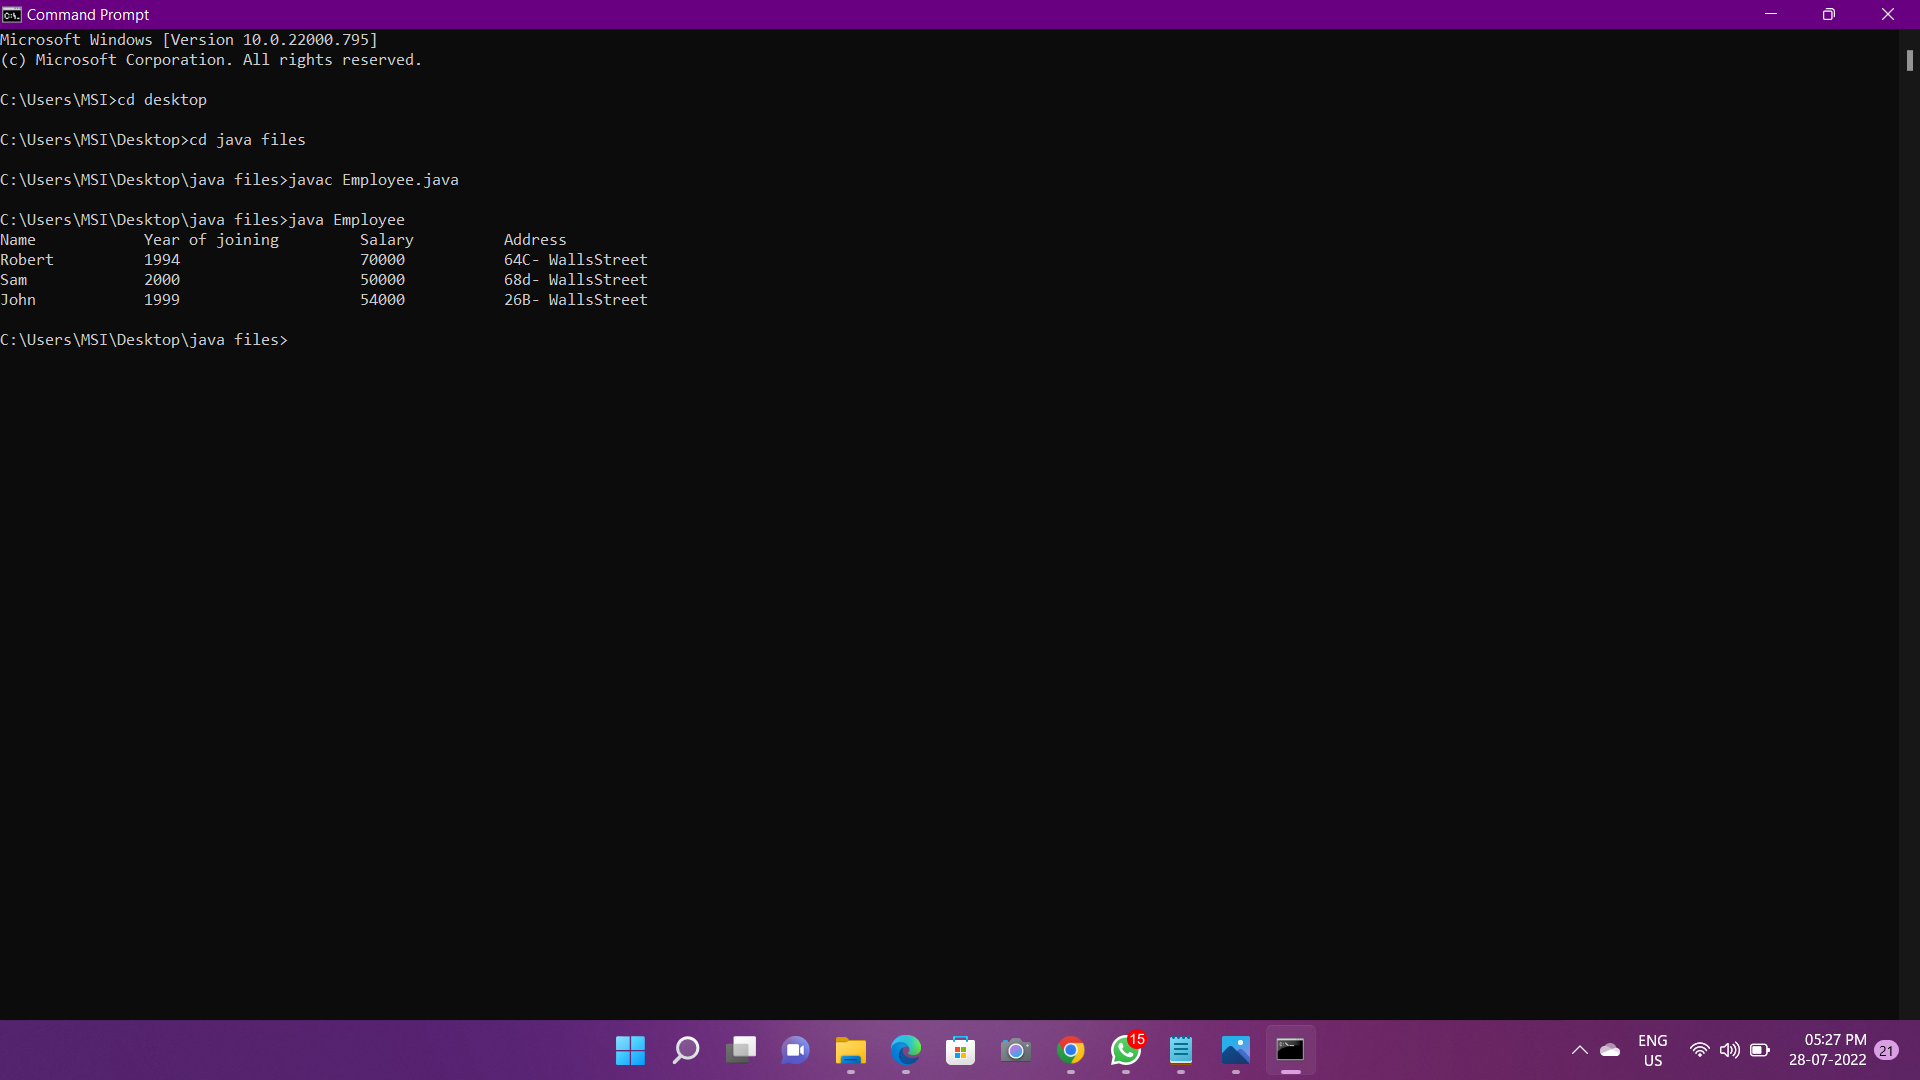 Command Prompt
Microsoft Windows [Version 10.0.22000.795]
(c) Microsoft Corporation. All rights reserved.
C:\Users\MSI>cd desktop
C:\Users\MSI\Desktop>cd java files
C:\Users\MSI\Desktop\java files>javac Employee.java
C:\Users\MSI\Desktop\java files>java Employee
Name Year of joining Salary Address
Robert 1994 70000 64C- WallsStreet
Sam 2000 50000 68d- WallsStreet
John 1999 54000 26B- WallsStreet
C:\Users\MSI\Desktop\java files>
15
ENG
US
05:27 PM
28-07-2022
21